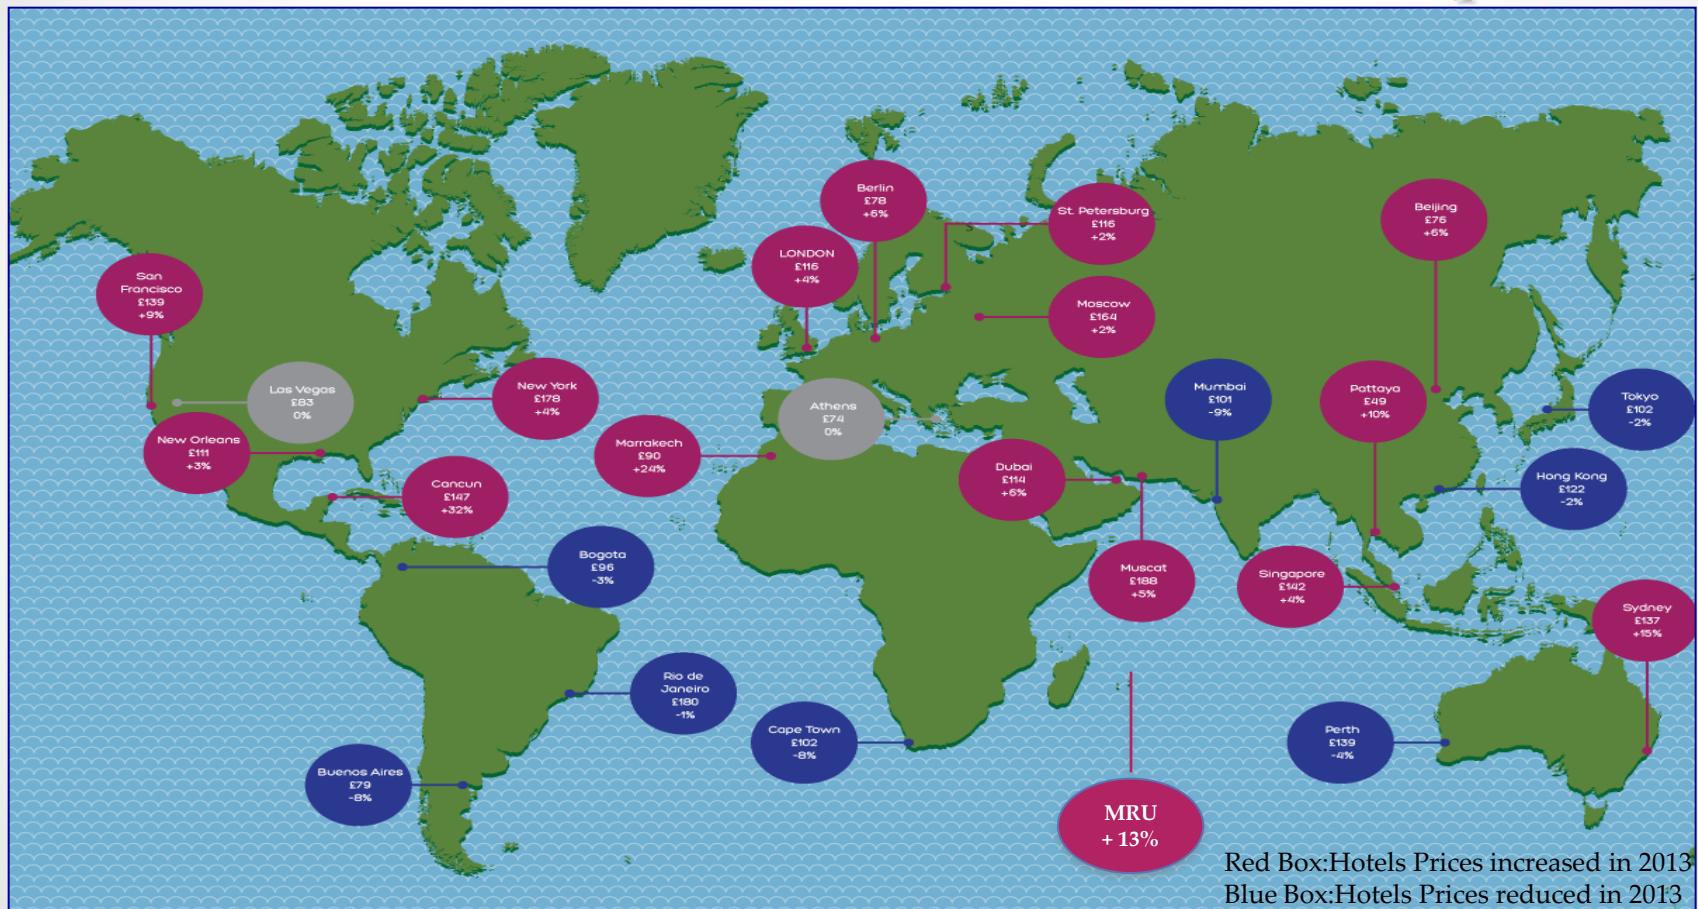 Berlin
£78
+6%
St. Petersburg
£116
+2%
Beijing
£76
+6%
LONDON
£116
+4%
San
Francisco
£139
+9%
Moscow
£164
+2%
Las Vegas
£83
0%
New York
£178
+4%
Athens
£74
0%
Mumbai
£101
-9%
Pattaya
£49
+10%
Tokyo
£102
-2%
New Orleans
£111
+3%
Marrakech
£90
+24%
Cancun
£147
+32%
Dubai
£114
+6%
Hong Kong
£122
-2%
Bogota
£96
-3%
Muscat
£188
+5%
Singapore
£142
+4%
Sydney
£137
+15%
Rio de
Janeiro
£180
-1%
Cape Town
£102
-8%
Perth
£139
-4%
Buenos Aires
£79
-8%
MRU
+ 13%
Red Box:Hotels Prices increased in 2013
Blue Box:Hotels Prices reduced in 2013